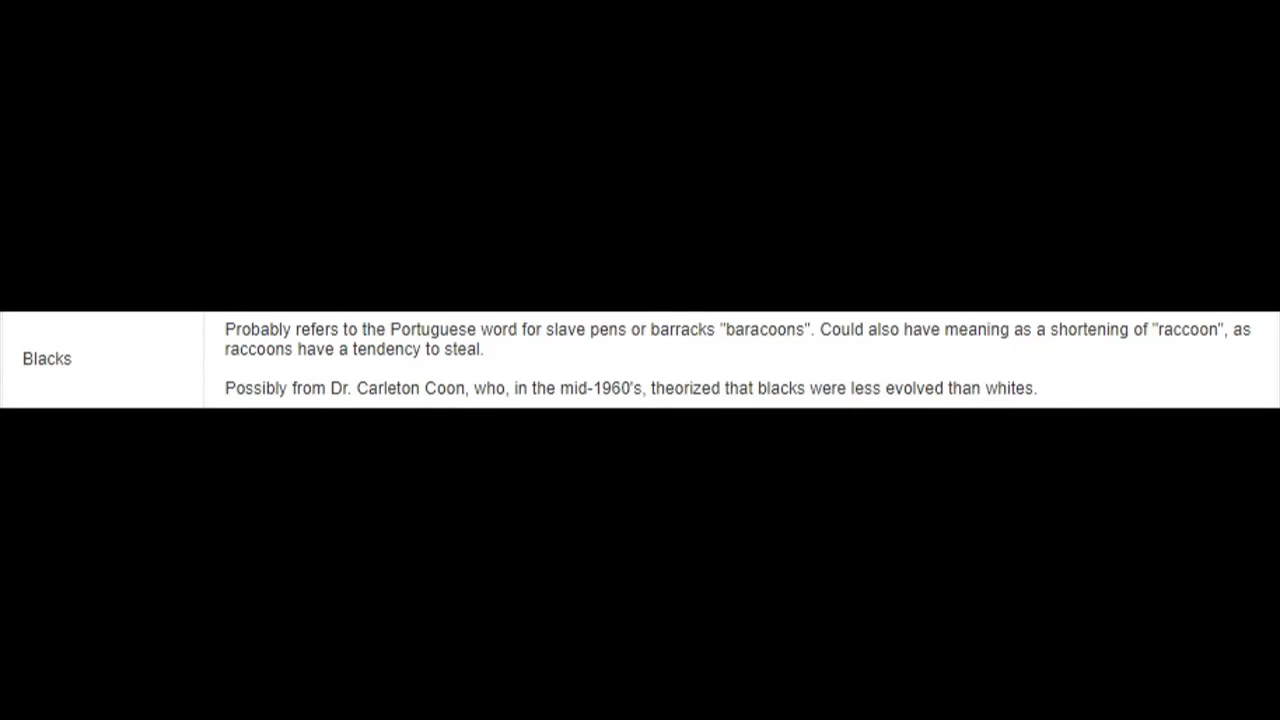 Blacks
Probably refers to the Portuguese word for slave pens or barracks "baracoons". Could also have meaning as a shortening of "raccoon", as
raccoons have a tendency to steal.
Possibly from Dr. Carleton Coon, who, in the mid-1960's, theorized that blacks were less evolved than whites.